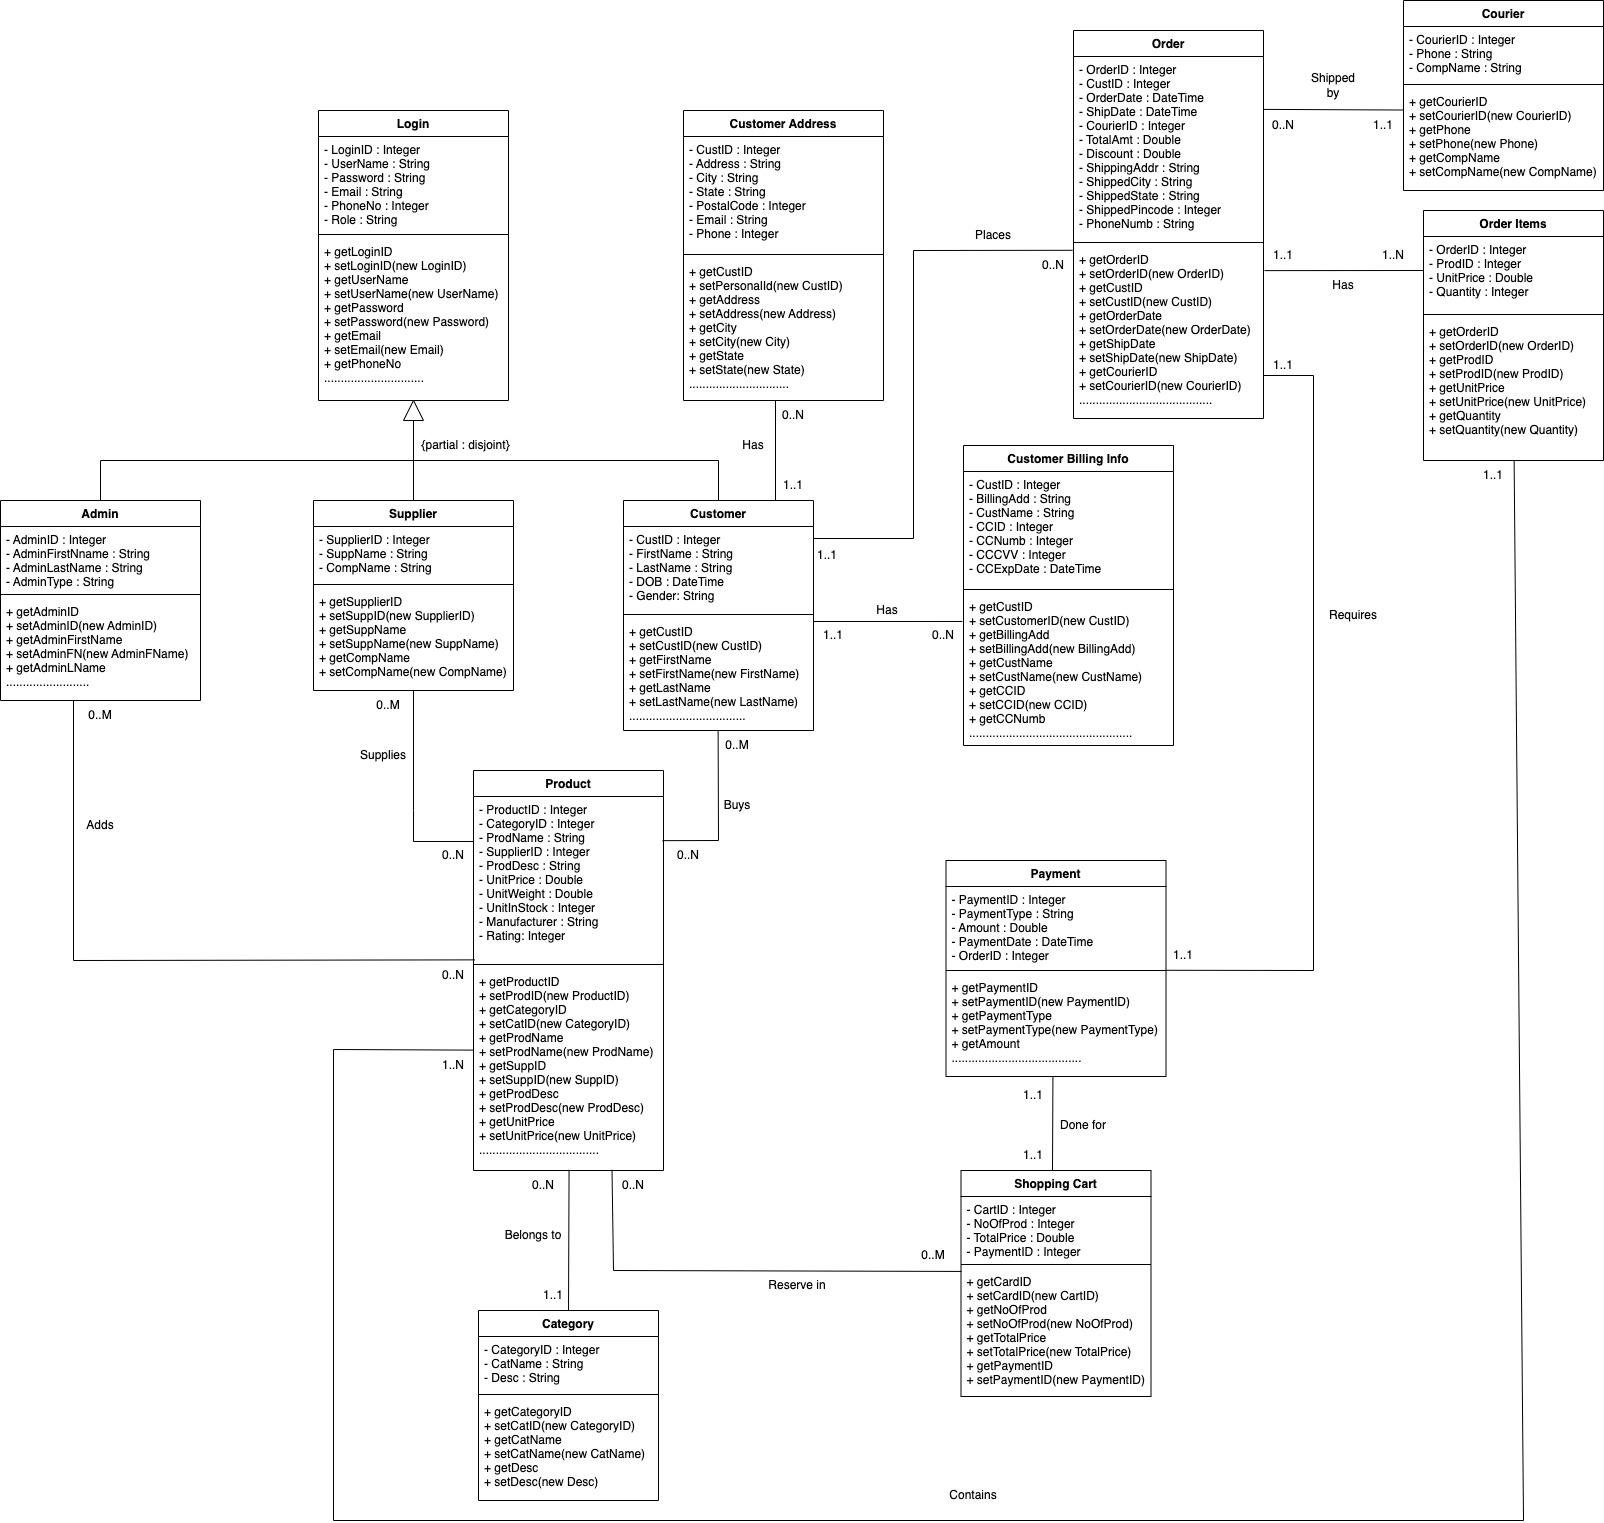 Courier
- CourierID : Integer
- Phone : String
- CompName : String
+ getCourierID
+ setCourierID(new CourierID)
+ getPhone
+ setPhone(new Phone)
+ getCompName
+ setCompName(new CompName)
Order
- OrderID : Integer
- CustID : Integer
- OrderDate : DateTime
- ShipDate : DateTime
- CourierID : Integer
- TotalAmt : Double
- Discount : Double
- ShippingAddr : String
- ShippedCity : String
- ShippedState : String
- ShippedPincode : Integer
- PhoneNumb : String
+ getOrderID
+ setOrderID(new OrderID)
+ getCustID
+ setCustID(new CustID)
+ getOrderDate
+ setOrderDate(new OrderDate)
+ getShipDate
+ setShipDate(new ShipDate)
+ getCourierID
+ setCourierID(new CourierID)
........................................
Shipped
by
0..N
1..1
Login
- LoginID : Integer
- UserName : String
- Password : String
- Email : String
- PhoneNo : Integer
- Role : String
+ getLoginID
+ setLoginID(new LoginID)
+ getUserName
+ setUserName(new UserName)
+ getPassword
+ setPassword(new Password)
+ getEmail
+ setEmail(new Email)
+ getPhoneNo
..............................
Customer Address
- CustID : Integer
- Address : String
- City : String
- State : String
- PostalCode : Integer
- Email : String
- Phone : Integer
+ getCustID
+ setPersonalId(new CustID)
+ getAddress
+ setAddress(new Address)
+ getCity
+ setCity(new City)
+ getState
+ setState(new State)
..............................
Places
0..N
1..1
1..N
Has
Order Items
- OrderID : Integer
- ProdID : Integer
- UnitPrice : Double
- Quantity : Integer
+ getOrderID
+ setOrderID(new OrderID)
+ getProdID
+ setProdID(new ProdID)
+ getUnitPrice
+ setUnitPrice(new UnitPrice)
+ getQuantity
+ setQuantity(new Quantity)
1..1
1..1
{partial : disjoint}
0..N
Has
1..1
Admin
- AdminID : Integer
- AdminFirstNname : String
- AdminLastName : String
- AdminType : String
+ getAdminID
+ setAdminID(new AdminID)
+ getAdminFirstName
+ setAdminFN(new AdminFName)
+ getAdminLName
.........................
Supplier
- SupplierID : Integer
- SuppName : String
- CompName : String
+ getSupplierID
+ setSuppID(new SupplierID)
+ getSuppName
+ setSuppName(new SuppName)
+ getCompName
+ setCompName(new CompName)
Customer
- CustID : Integer
- FirstName : String
- LastName : String
- DOB : DateTime
- Gender: String
+ getCustID
+ setCustID(new CustID)
+ getFirstName
+ setFirstName(new FirstName)
+ getLastName
+ setLastName(new LastName)
...................................
1..1
Has
1..1
0..N
Customer Billing Info
- CustID : Integer
- BillingAdd : String
- CustName : String
- CCID : Integer
- CCNumb : Integer
- CCCVV : Integer
- CCExpDate : DateTime
+ getCustID
+ setCustomerID(new CustID)
+ getBillingAdd
+ setBillingAdd(new BillingAdd)
+ getCustName
+ setCustName(new CustName)
+ getCCID
+ setCCID(new CCID)
+ getCCNumb
.................................................
Requires
0..M
0..M
0..M
Supplies
Adds
Buys
0..N
0..N
0..N
1..N
Product
- ProductID : Integer
- CategoryID : Integer
- ProdName : String
- SupplierID : Integer
- ProdDesc : String
- UnitPrice : Double
- UnitWeight : Double
- UnitInStock : Integer
- Manufacturer : String
- Rating: Integer
+ getProductID
+ setProdID(new ProductID)
+ getCategoryID
+ setCatID(new CategoryID)
+ getProdName
+ setProdName(new ProdName)
+ getSuppID
+ setSuppID(new SuppID)
+ getProdDesc
+ setProdDesc(new ProdDesc)
+ getUnitPrice
+ setUnitPrice(new UnitPrice)
....................................
Payment
- PaymentID : Integer
- PaymentType : String
- Amount : Double
- PaymentDate : DateTime
- OrderID : Integer
+ getPaymentID
+ setPaymentID(new PaymentID)
+ getPaymentType
+ setPaymentType(new PaymentType)
+ getAmount
.......................................
1..1
1..1
Done for
1..1
0..N
0..N
Belongs to
1..1
0..M
Reserve in
Shopping Cart
- CartID : Integer
- NoOfProd : Integer
- TotalPrice : Double
- PaymentID : Integer
+ getCardID
+ setCardID(new CartID)
+ getNoOfProd
+ setNoOfProd(new NoOfProd)
+ getTotalPrice
+ setTotalPrice(new TotalPrice)
+ getPaymentID
+ setPaymentID(new PaymentID)
Category
- CategoryID : Integer
- CatName : String
- Desc : String
+ getCategoryID
+ setCatID(new CategoryID)
+ getCatName
+ setCatName(new CatName)
+ getDesc
+ setDesc(new Desc)
Contains